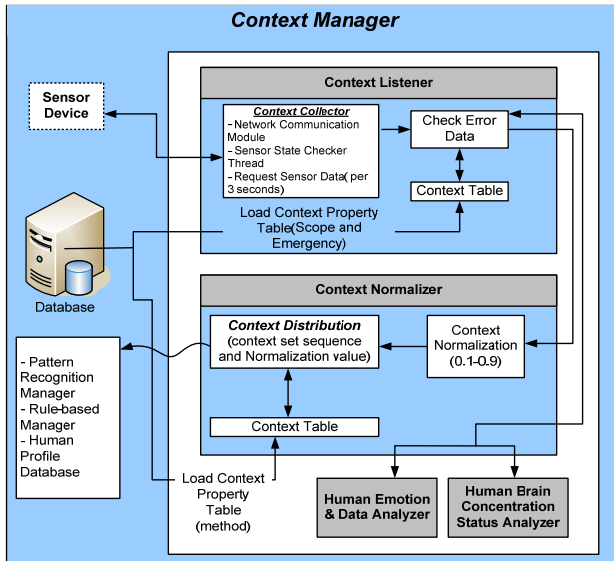 Context Manager
Context Listener
Sensor
Device
Context Collector
- Network Communication
Module
- Sensor State Checker
Thread
- Request Sensor Data( per
3 seconds)
Check Error
Data
Context Table
Load Context Property
Table(Scope and
Emergency)
Database
Context Normalizer
Context Distribution
(context set sequence
and Normalization value)
Context
Normalization
(0.1-0.9)
Context Table
- Pattern
Recognition
Manager
- Rule-based
Manager
- Human
Profile
Database
Load Context
Property
Table
(method)
Human Emotion
& Data Analyzer
Human Brain
Concentration
Status Analyzer